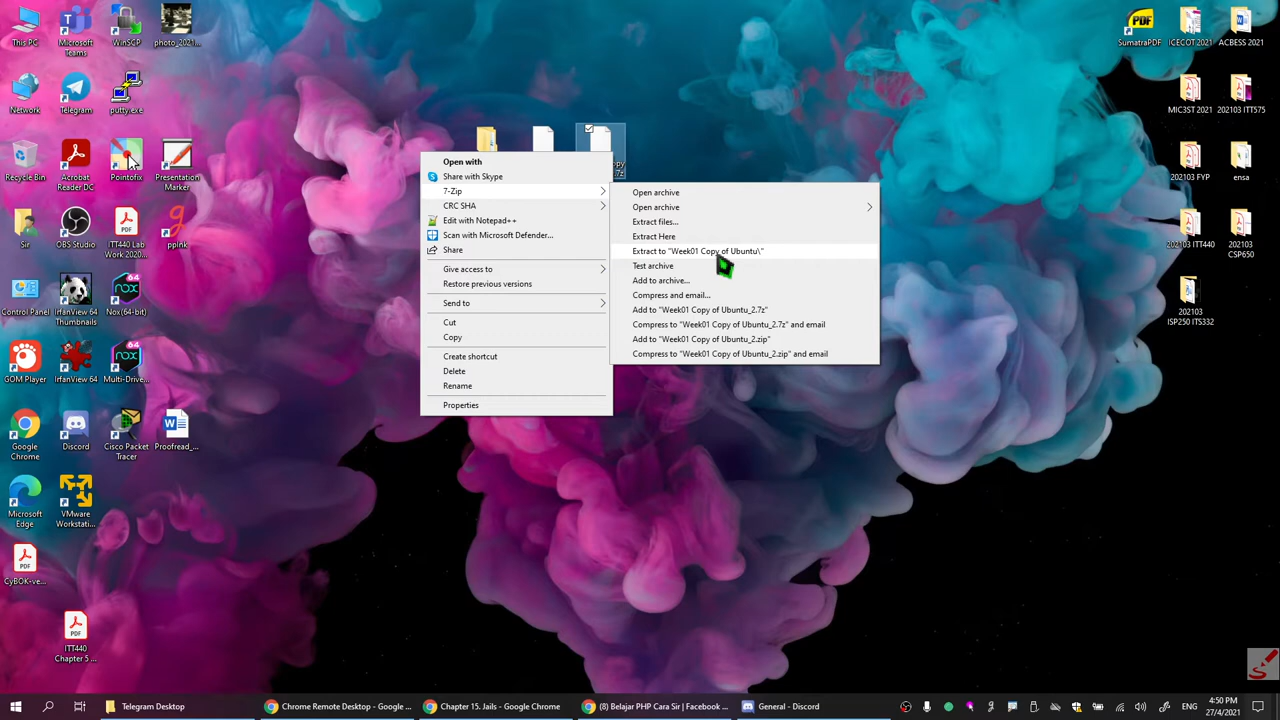 This PC
Microsoft
Teams
WinSCP
photo_2021...
SumatraPDF
ICECOT 2021
ACBESS 2021
Network
Telegram
putty.exe
MIC3ST 2021
202103 ITT575
Recycle Bin
Acrobat
Reader DC
Pointofix
Presentation
Marker
202103 FYP
ensa
Sir
OBS Studio
ITT440 Lab
Work 2020...
ppInk
202103 ITT440
202103
CSP650
Control Panel
IrfanView 64
Thumbnails
Nox(64-bit)
202103
ISP250 ITS332
GOM Player
IrfanView 64
Multi-Drive...
Google
Chrome
Discord
Cisco Packet
Tracer
Proofread_...
Microsoft
Edge
VMware
Workstati...
CyBOK-ve...
ITT440
Chapter 5 ...
Open with
Share with Skype
7-Zip
CRC SHA
Edit with Notepad++
Scan with Microsoft Defender...
Share
Give access to
Restore previous versions
Send to
Cut
Copy
Create shortcut
Delete
Rename
Properties
Open archive
Open archive
Extract files...
Extract Here
Extract to "Week01 Copy of Ubuntu\"
Test archive
Add to archive...
Compress and email...
Add to "Week01 Copy of Ubuntu_2.7z"
Compress to "Week01 Copy of Ubuntu_2.7z" and email
Add to "Week01 Copy of Ubuntu_2.zip"
Compress to "Week01 Copy of Ubuntu_2.zip" and email
Telegram Desktop
Chrome Remote Desktop - Google ...
Chapter 15. Jails - Google Chrome
(8) Belajar PHP Cara Sir | Facebook ...
General - Discord
4:50 PM
27/4/2021